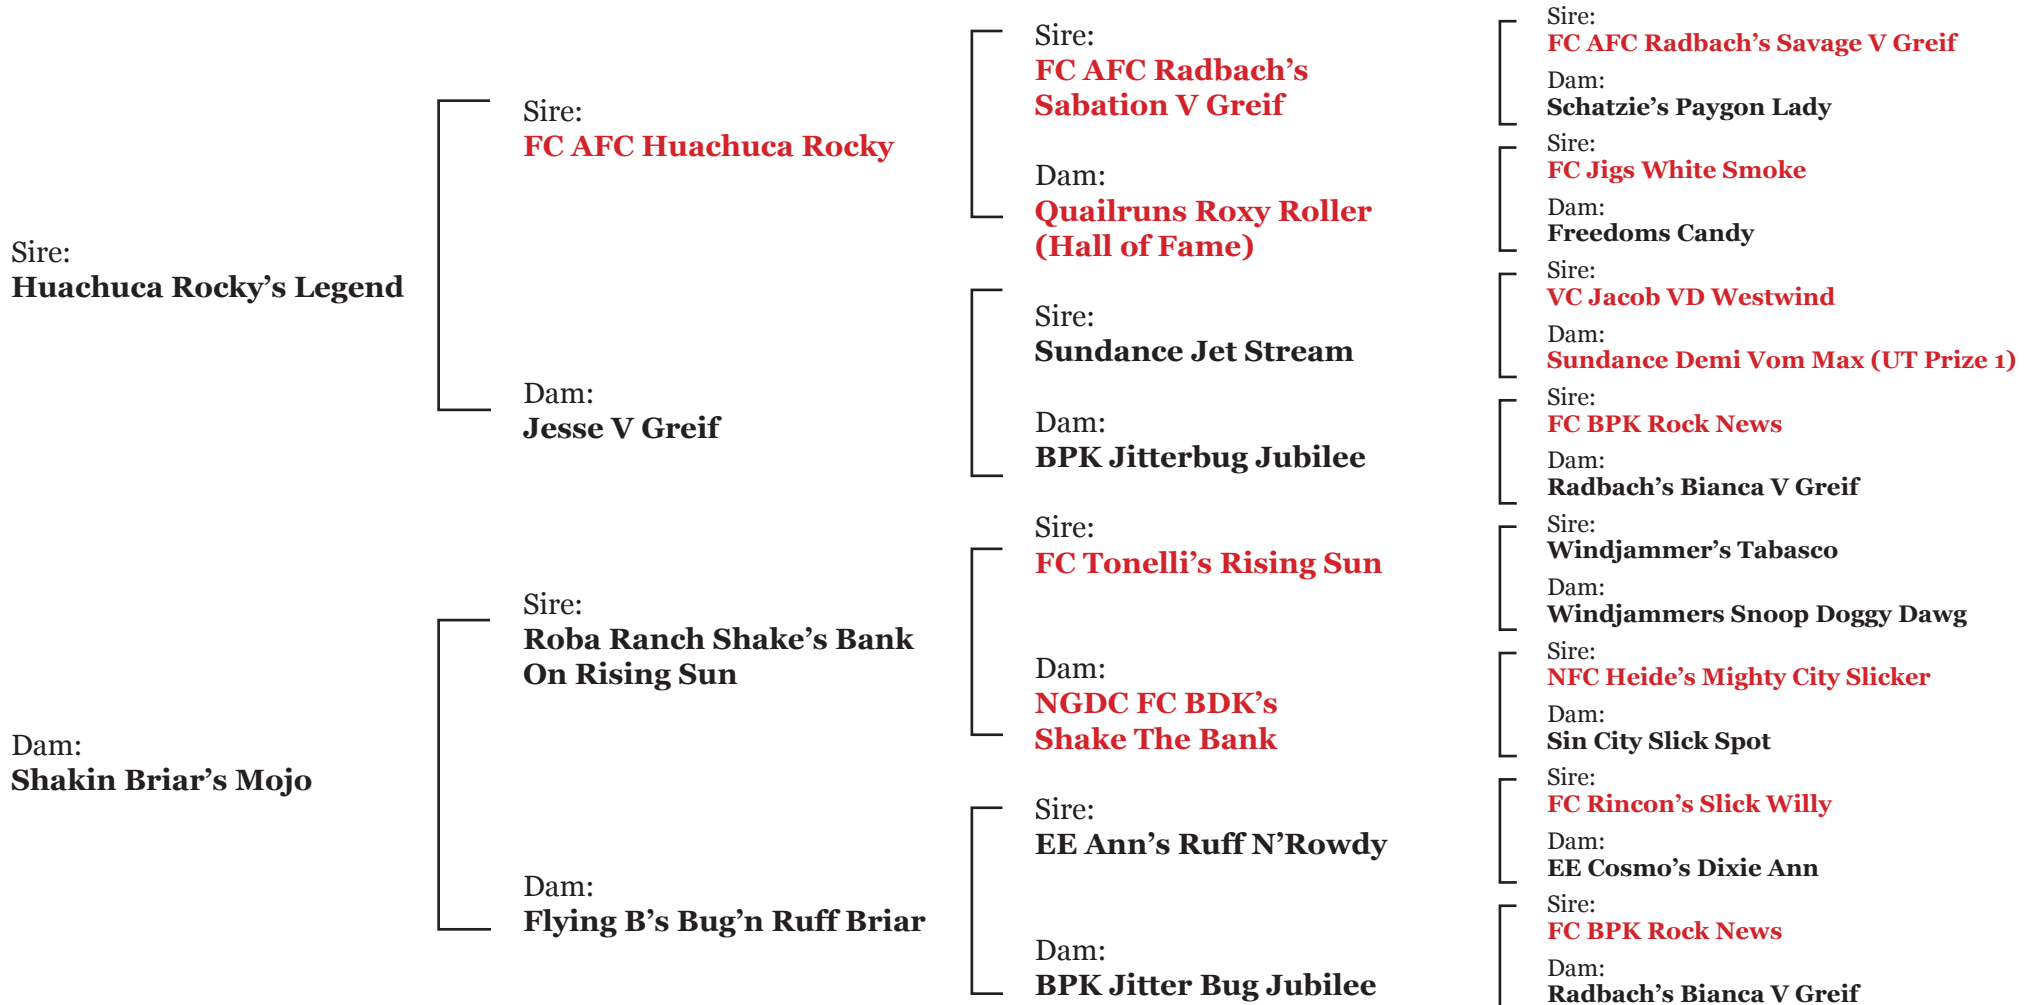 Sire:
Huachuca Rocky’s Legend
Dam:
Shakin Briar’s Mojo
Sire:
FC AFC Huachuca Rocky
Dam:
Jesse V Greif
Sire:
Roba Ranch Shake’s Bank
On Rising Sun
Dam:
Flying B’s Bug’n Ruff Briar
Sire:
FC AFC Radbach’s
Sabation V Greif
Dam:
Quailruns Roxy Roller
(Hall of Fame)
Sire:
Sundance Jet Stream
Dam:
BPK Jitterbug Jubilee
Sire:
FC Tonelli’s Rising Sun
Dam:
NGDC FC BDK’s
Shake The Bank
Sire:
EE Ann’s Ruff N’Rowdy
Dam:
BPK Jitter Bug Jubilee
Sire:
FC AFC Radbach’s Savage V Greif
Dam:
Schatzie’s Paygon Lady
Sire:
FC Jigs White Smoke
Dam:
Freedoms Candy
Sire:
VC Jacob VD Westwind
Dam:
Sundance Demi Vom Max (UT Prize 1)
Sire:
FC BPK Rock News
Dam:
Radbach’s Bianca V Greif
Sire:
Windjammer’s Tabasco
Dam:
Windjammers Snoop Doggy Dawg
Sire:
NFC Heide’s Mighty City Slicker
Dam:
Sin City Slick Spot
Sire:
FC Rincon’s Slick Willy
Dam:
EE Cosmo’s Dixie Ann
Sire:
FC BPK Rock News
Dam:
Radbach’s Bianca V Greif